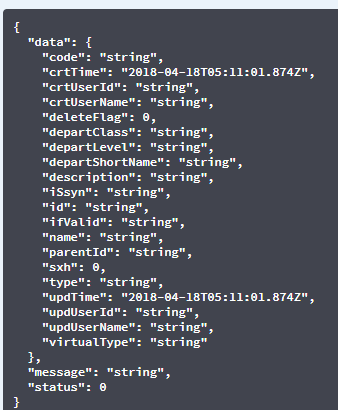 {
"data": {
"code": "string",
"crtTime": "2018-04-18T05:11:01.874Z",
"crtUserId": "string",
"crtUserName": "string",
"deleteFlag": 0,
"departClass": "string",
"departLevel": "string",
"departShortName": "string",
"description": "string",
"iSsyn": "string",
"id": "string",
"ifValid": "string",
"name": "string",
"parentId": "string",
"sxh": 0,
"type": "string",
"updTime": "2018-04-18T05:11:01.874Z",
"updUserId": "string",
"updUserName": "string",
"virtualType": "string"
},
"message": "string",
"status": 0
}